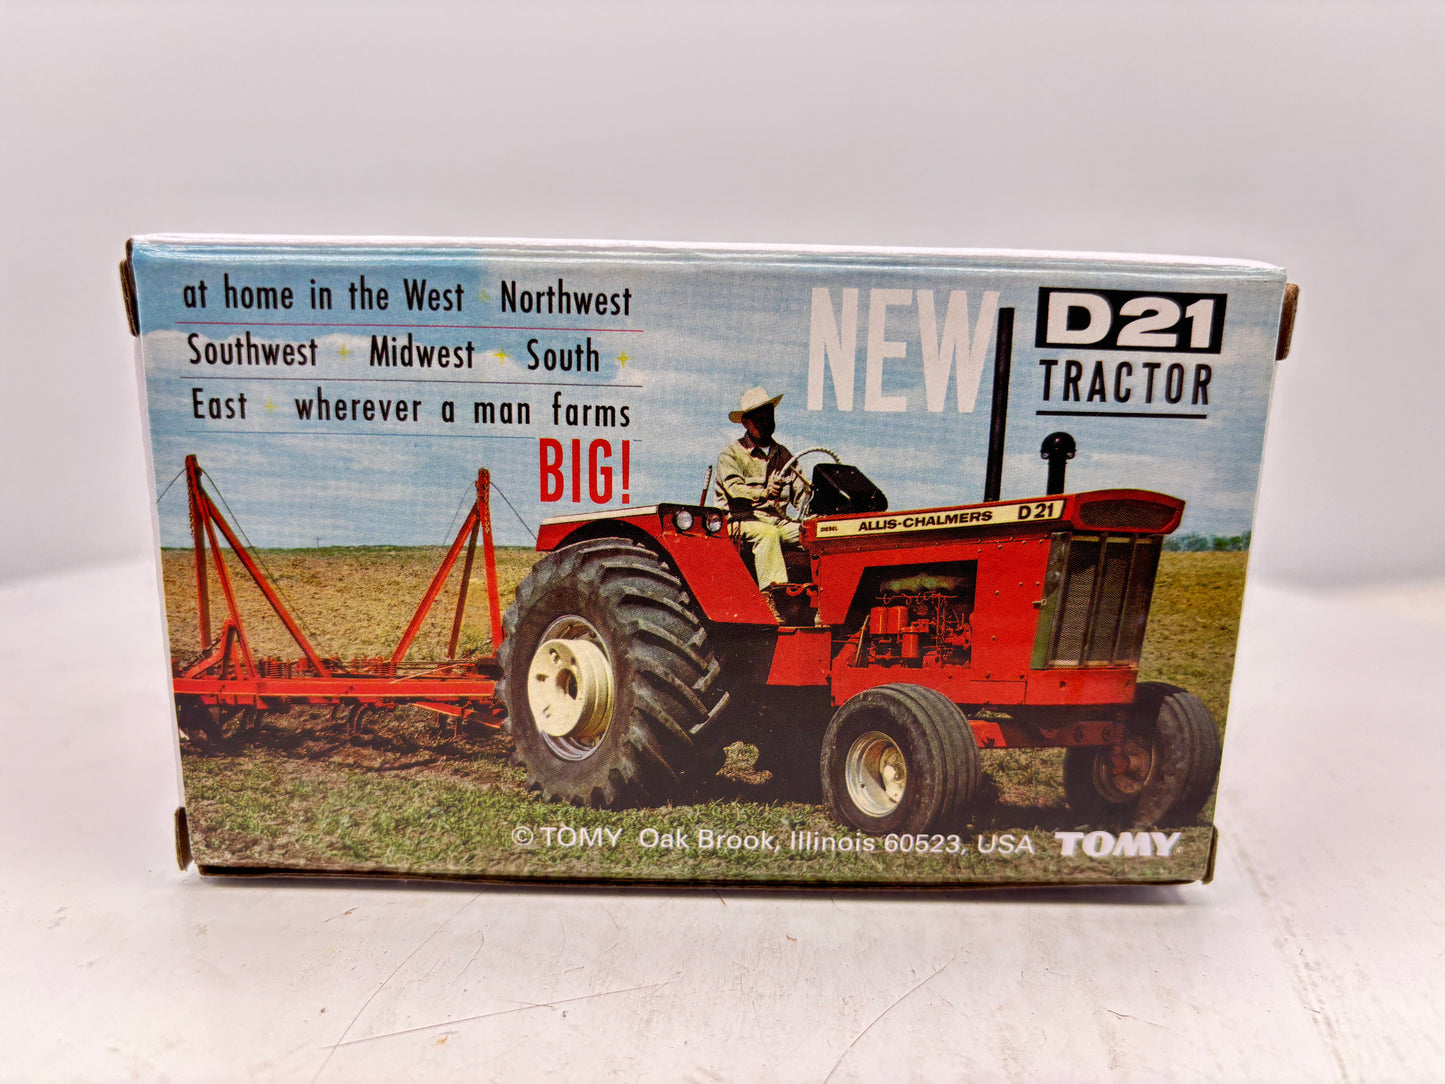 at home in the West Northwest
Southwest Midwest South
East wherever a man farms
BIG!
NEW
D21
TRACTOR
DIESEL ALLIS-CHALMERS D21
© TOMY Oak Brook, Illinois 60523, USA TOMY